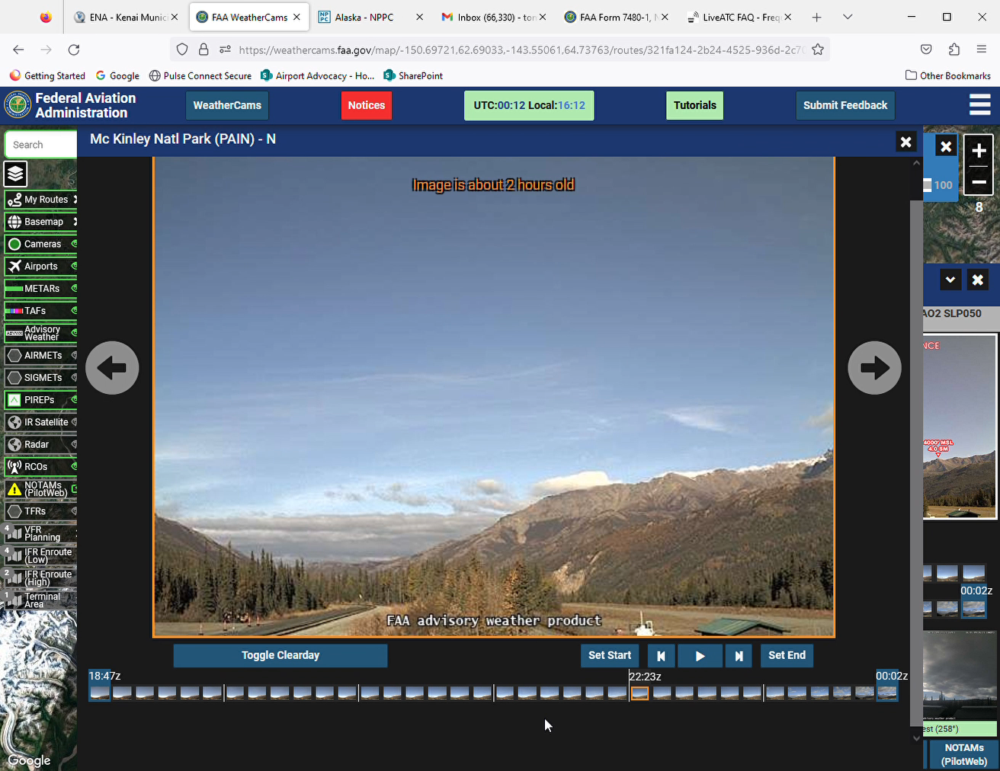 ENA - Kenai Munic
FAA WeatherCams
Alaska - NPPC
Inbox (66,330) - ton
FAA Form 7480-1, N
LiveATC FAQ - Freq
https://weathercams.faa.gov/map/-150.69721,62.69033,-143.55061,64.73763/routes/321fa124-2b24-4525-936d-2c7
Getting Started
Google
Pulse Connect Secure
Airport Advocacy - Ho...
SharePoint
Other Bookmarks
Federal Aviation
Administration
WeatherCams
Notices
UTC:00:12 Local:16:12
Tutorials
Submit Feedback
Search
Mc Kinley Natl Park (PAIN) - N
100
8
My Routes
Basemap
Cameras
Airports
METARs
TAFs
Advisory
Weather
AIRMETs
SIGMETs
PIREPs
IR Satellite
Radar
RCOs
NOTAMs
(PilotWeb)
TFRs
4
VFR
Planning
4
IFR Enroute
(Low)
2
IFR Enroute
(High)
1
Terminal
Area
Google
Image is about 2 hours old
FAA advisory weather product
Toggle Clearday
Set Start
Set End
18:47z
22:23z
00:02z
AO2 SLP050
NCE
4000' MSL
4.0 SM
00:02z
est (258°)
NOTAMs
(PilotWeb)